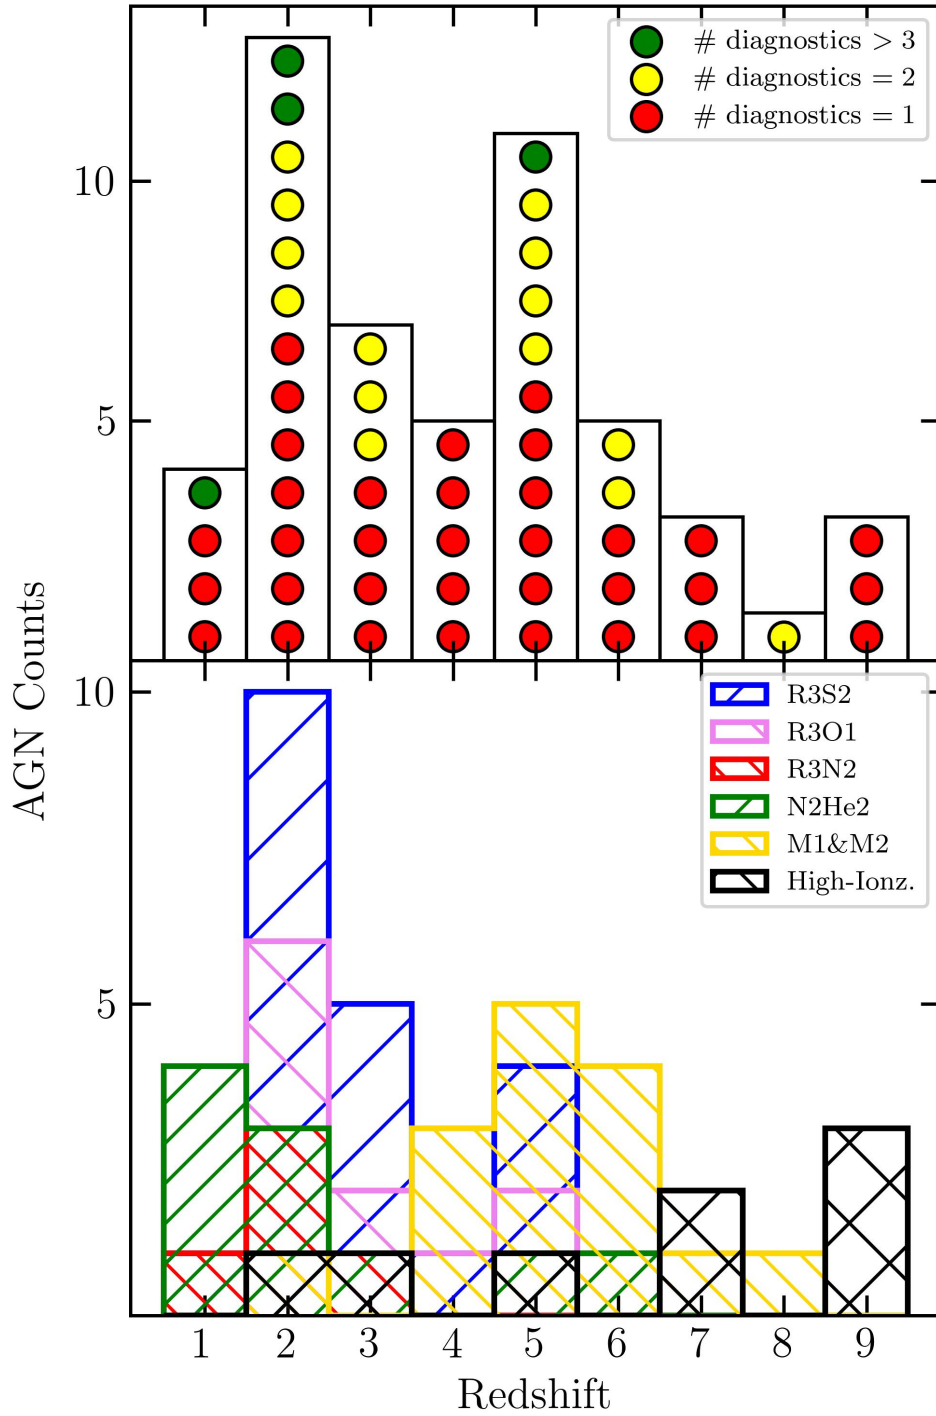 # diagnostics > 3
# diagnostics = 2
# diagnostics = 1
10
5
AGN Counts
10
5
R3S2
R3O1
R3N2
N2He2
M1&M2
High-Ionz.
1 2 3 4 5 6 7 8 9
Redshift